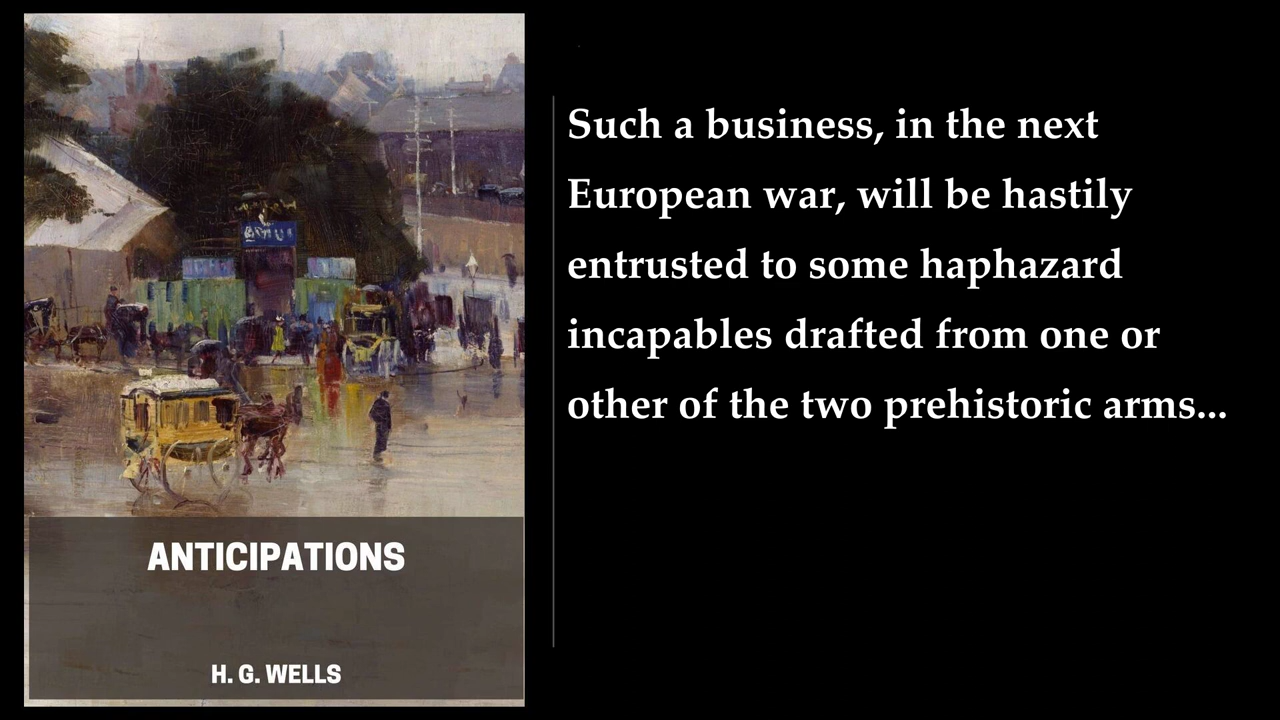 ANTICIPATIONS
H. G. WELLS
Such a business, in the next
European war, will be hastily
entrusted to some haphazard
incapables drafted from one or
other of the two prehistoric arms...